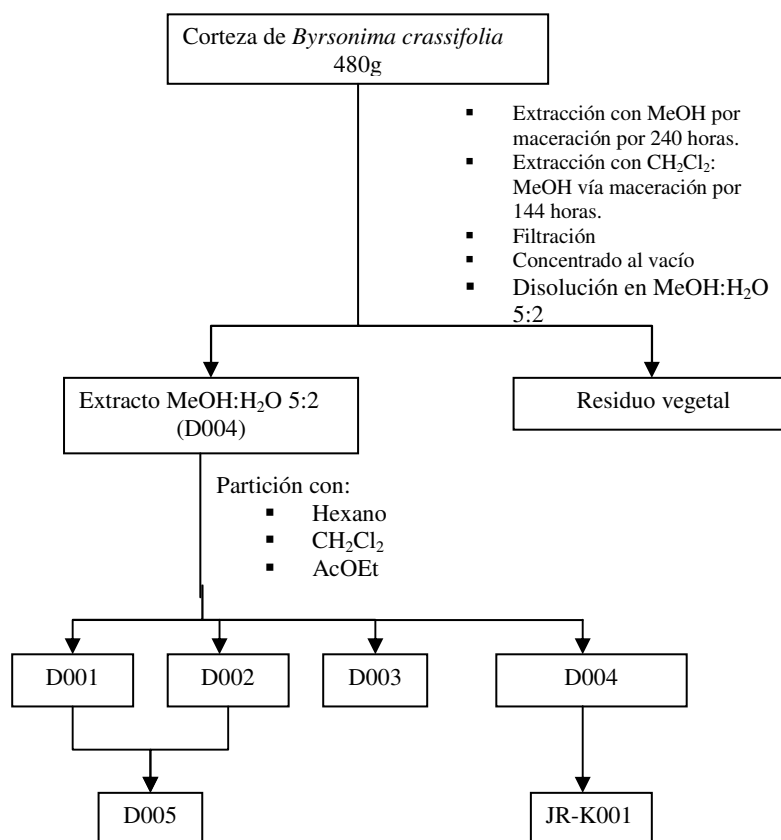 Corteza de Byrsonima crassifolia
480g
▪ Extracción con MeOH por
maceración por 240 horas.
▪ Extracción con CH₂Cl₂:
MeOH vía maceración por
144 horas.
▪ Filtración
▪ Concentrado al vacío
▪ Disolución en MeOH:H₂O
5:2
Extracto MeOH:H₂O 5:2
(D004)
Residuo vegetal
Partición con:
▪ Hexano
▪ CH₂Cl₂
▪ AcOEt
D001
D002
D003
D004
D005
JR-K001